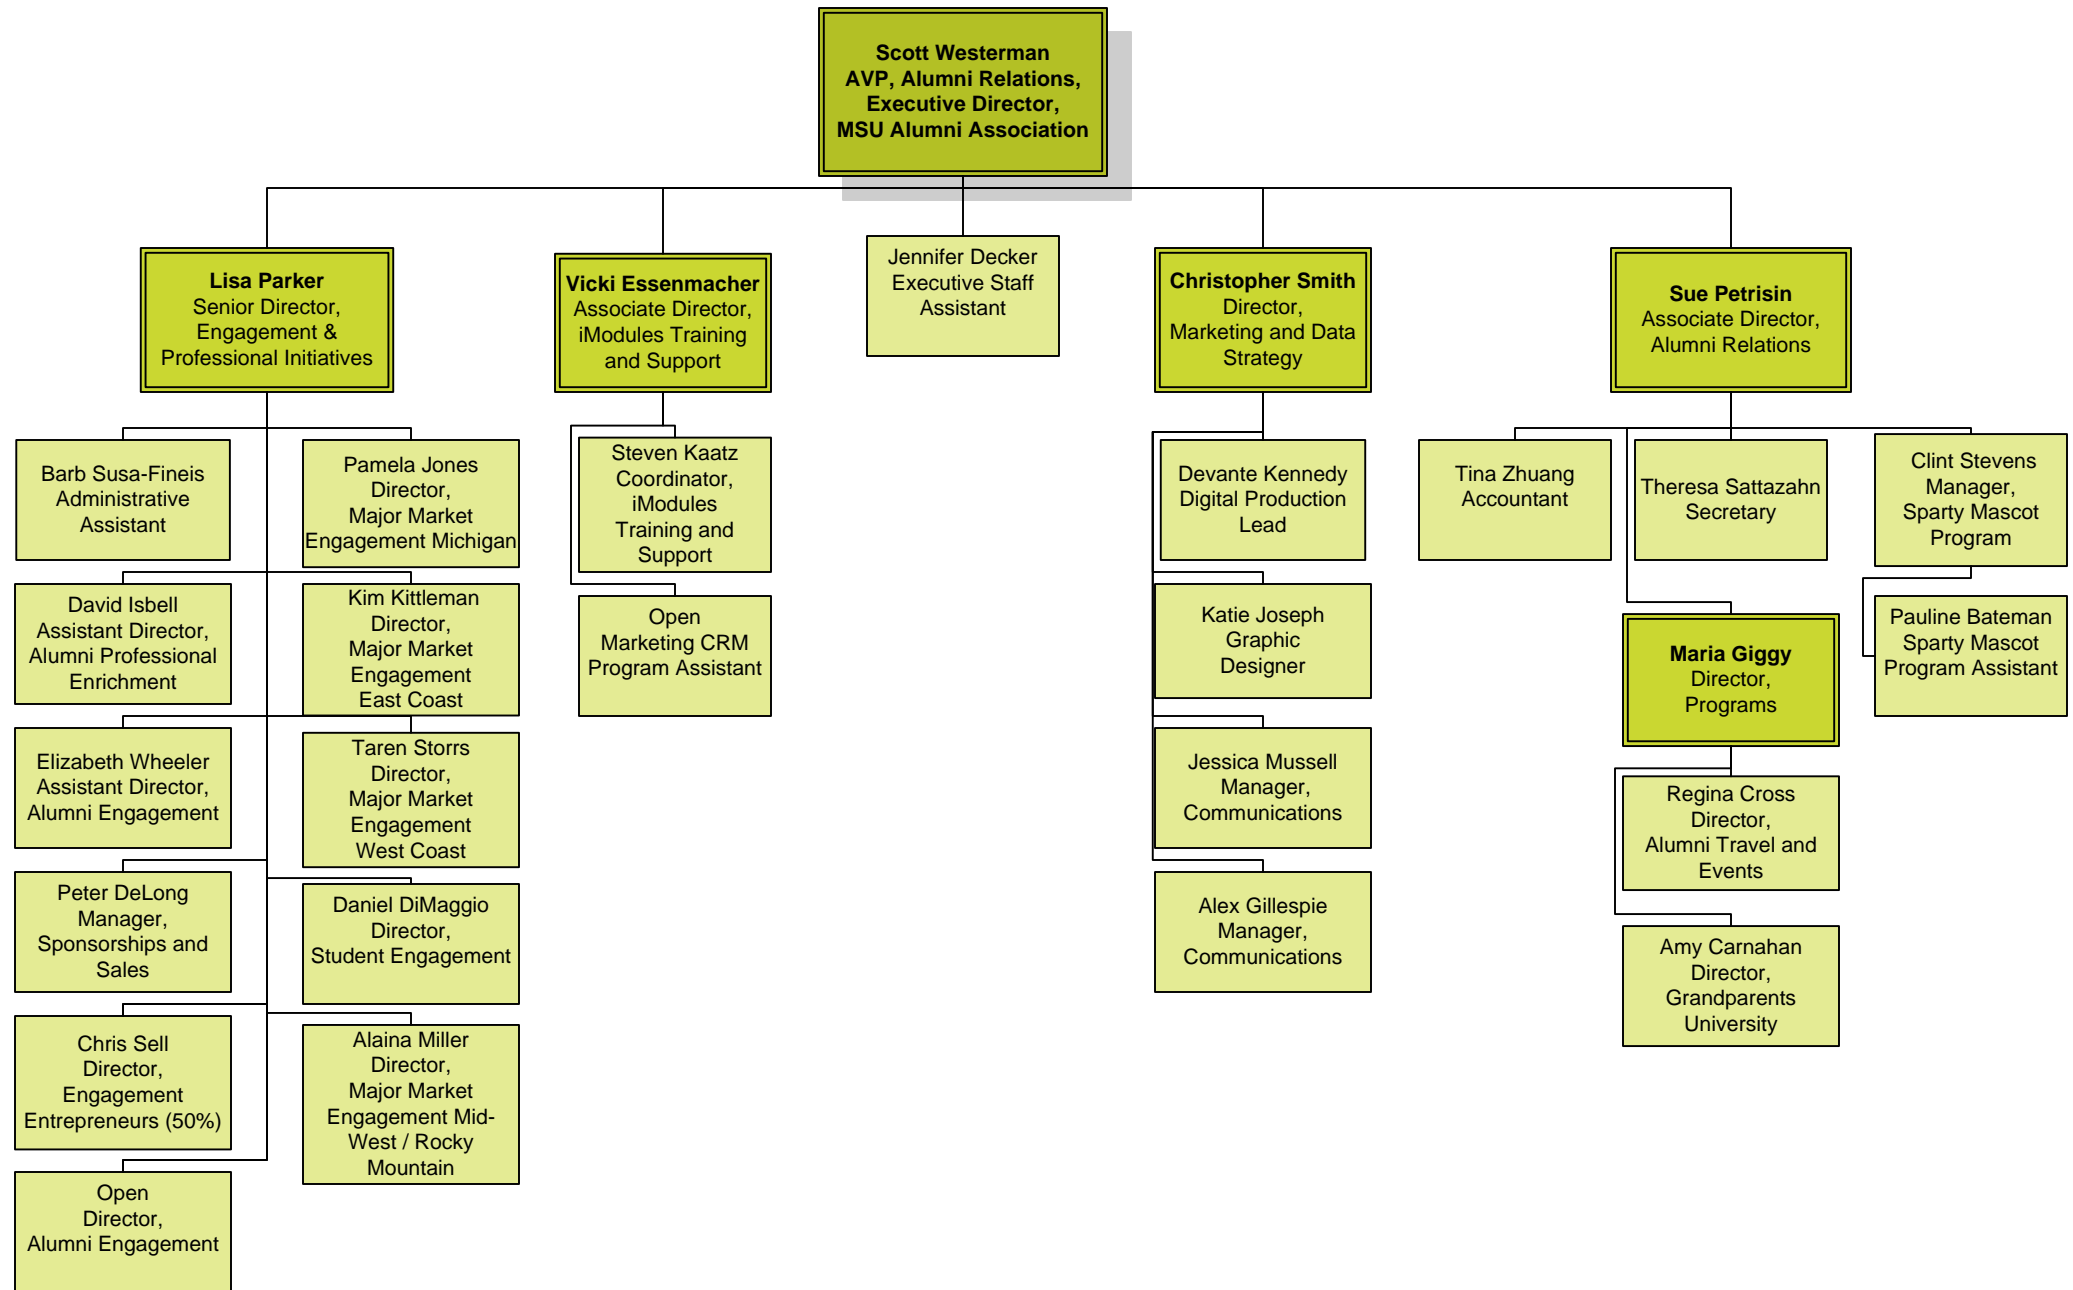 Scott Westerman
AVP, Alumni Relations,
Executive Director,
MSU Alumni Association
Lisa Parker
Senior Director,
Engagement &
Professional Initiatives
Vicki Essenmacher
Associate Director,
iModules Training
and Support
Jennifer Decker
Executive Staff
Assistant
Christopher Smith
Director,
Marketing and Data
Strategy
Sue Petrisin
Associate Director,
Alumni Relations
Barb Susa-Fineis
Administrative
Assistant
Pamela Jones
Director,
Major Market
Engagement Michigan
David Isbell
Assistant Director,
Alumni Professional
Enrichment
Kim Kittleman
Director,
Major Market
Engagement
East Coast
Elizabeth Wheeler
Assistant Director,
Alumni Engagement
Taren Storrs
Director,
Major Market
Engagement
West Coast
Peter DeLong
Manager,
Sponsorships and
Sales
Daniel DiMaggio
Director,
Student Engagement
Chris Sell
Director,
Engagement
Entrepreneurs (50%)
Alaina Miller
Director,
Major Market
Engagement Mid-
West / Rocky
Mountain
Open
Director,
Alumni Engagement
Steven Kaatz
Coordinator,
iModules
Training and
Support
Open
Marketing CRM
Program Assistant
Devante Kennedy
Digital Production
Lead
Katie Joseph
Graphic
Designer
Jessica Mussell
Manager,
Communications
Alex Gillespie
Manager,
Communications
Tina Zhuang
Accountant
Theresa Sattazahn
Secretary
Clint Stevens
Manager,
Sparty Mascot
Program
Pauline Bateman
Sparty Mascot
Program Assistant
Maria Giggy
Director,
Programs
Regina Cross
Director,
Alumni Travel and
Events
Amy Carnahan
Director,
Grandparents
University